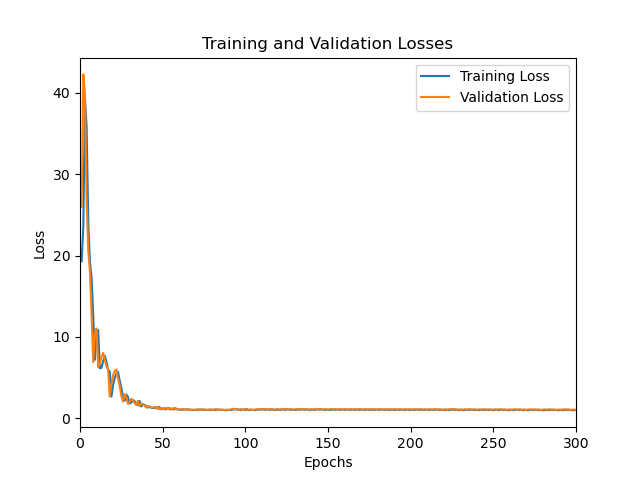 Training and Validation Losses
Training Loss
Validation Loss
40
30
20
10
0
Loss
0 50 100 150 200 250 300
Epochs